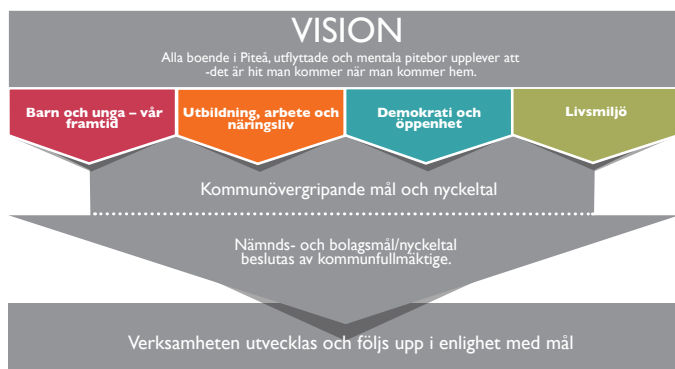 VISION
Alla boende i Piteå, utflyttade och mentala pitebor upplever att
-det är hit man kommer när man kommer hem.
Barn och unga – vår
framtid
Utbildning, arbete och
näringsliv
Demokrati och
öppenhet
Livsmiljö
Kommunövergripande mål och nyckeltal
Nämnds- och bolagsmål/nyckeltal
beslutas av kommunfullmäktige.
Verksamheten utvecklas och följs upp i enlighet med mål